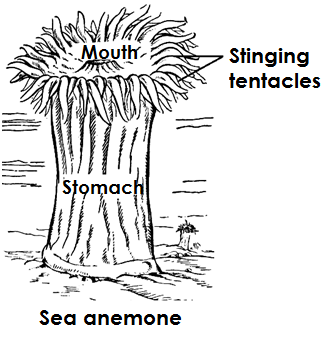 Mouth
Stinging
tentacles
Stomach
Sea anemone